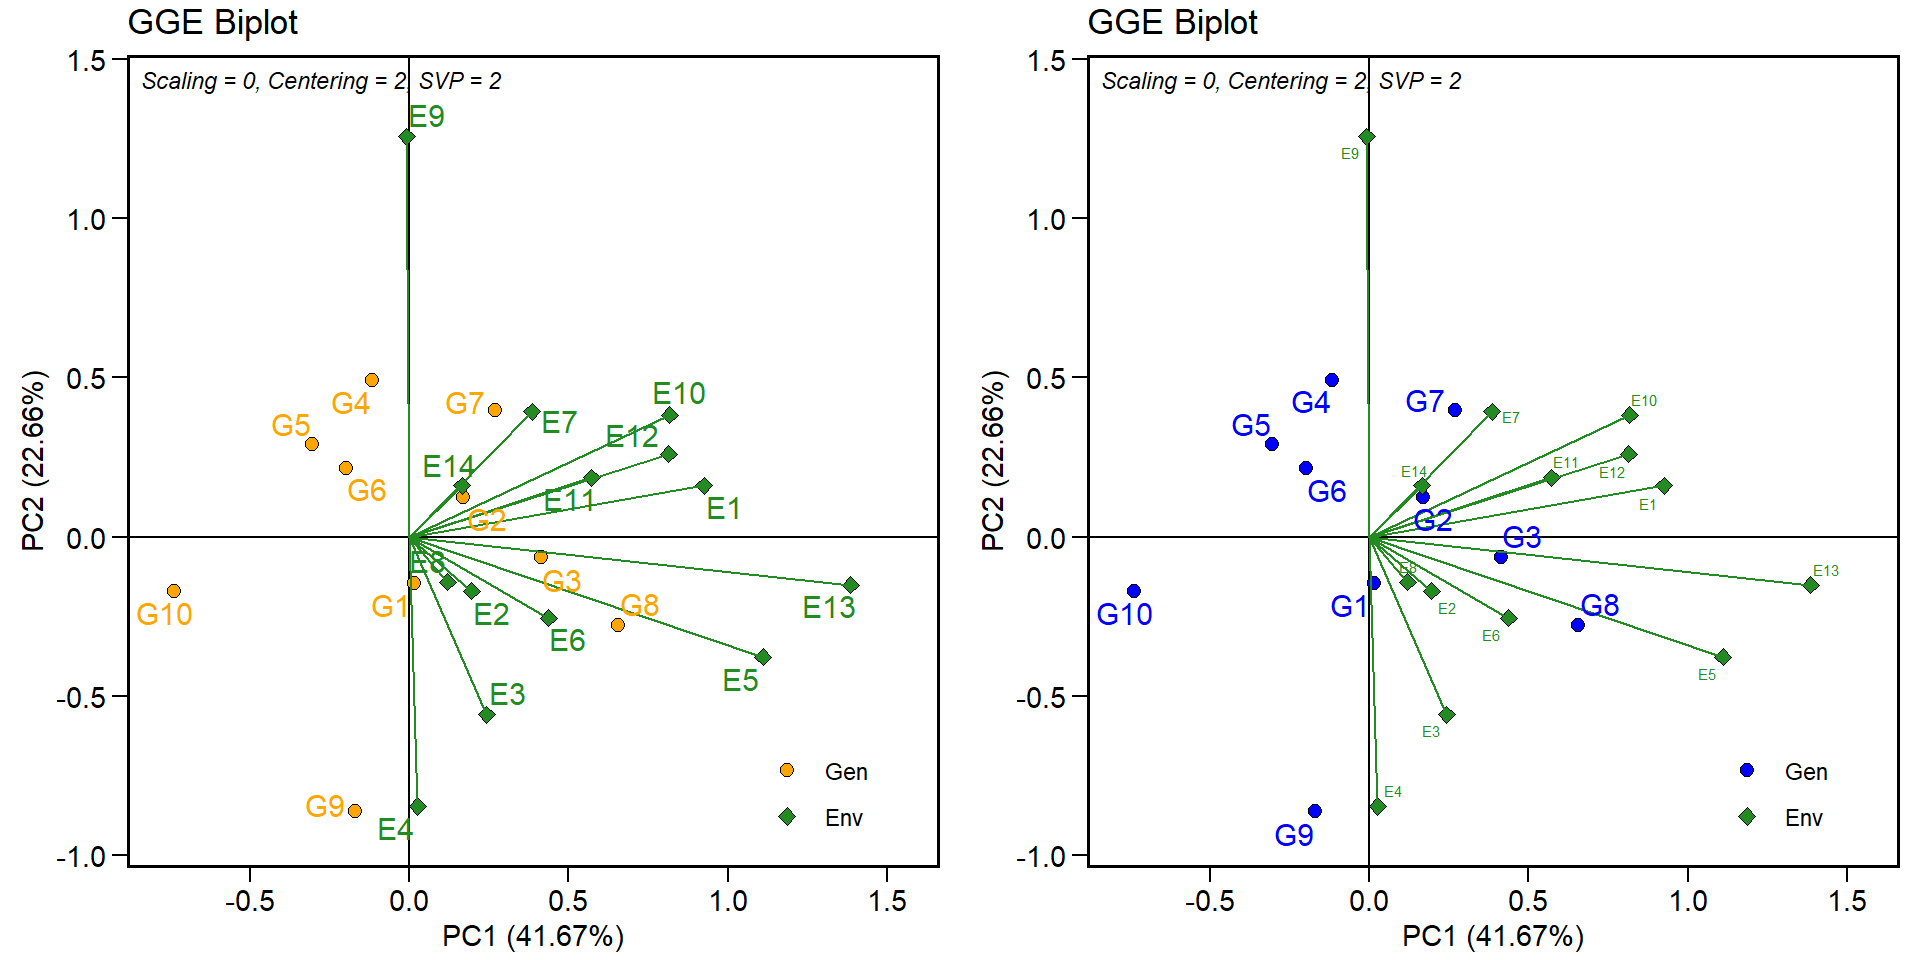 GGE Biplot
Scaling = 0, Centering = 2, SVP = 2
1.5
1.0
0.5
0.0
-0.5
-1.0
PC2 (22.66%)
E9
G4
G5
G6
G7
E7
E10
E12
E14
E11
E1
G2
E8
G3
G1
G10
E2
E6
G8
E13
E5
E3
G9
E4
Gen
Env
-0.5
0.0
0.5
1.0
1.5
PC1 (41.67%)
GGE Biplot
Scaling = 0, Centering = 2, SVP = 2
1.5
1.0
0.5
0.0
-0.5
-1.0
PC2 (22.66%)
E9
G4
G5
G6
G7
E7
E10
E14
E11
E12
E1
G2
G3
E8
E13
G1
G10
E2
G8
E6
E5
E3
E4
G9
Gen
Env
-0.5
0.0
0.5
1.0
1.5
PC1 (41.67%)